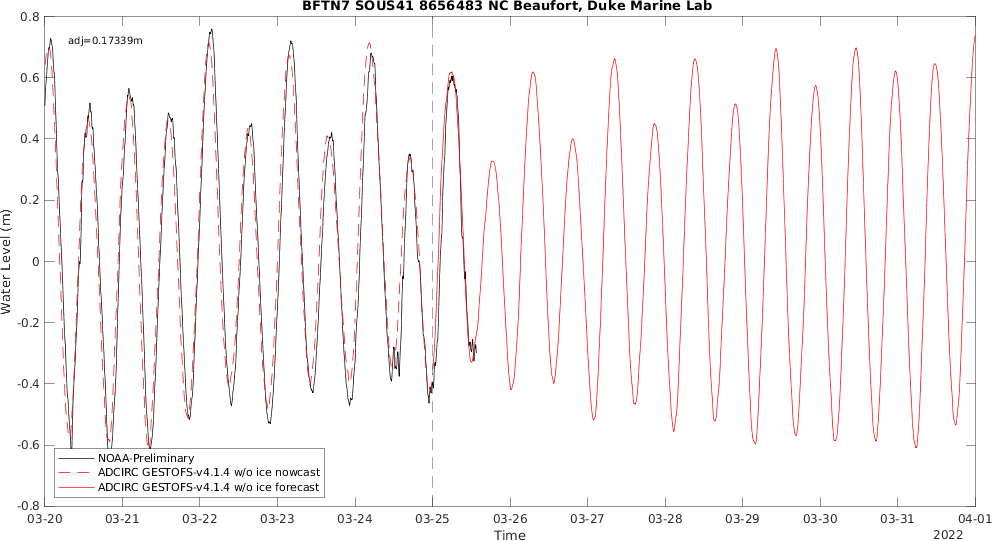 BFTN7 SOUS41 8656483 NC Beaufort, Duke Marine Lab
adj=0.17339m
0.8
0.6
0.4
0.2
0
-0.2
-0.4
-0.6
-0.8
Water Level (m)
NOAA-Preliminary
ADCIRC GESTOFS-v4.1.4 w/o ice nowcast
ADCIRC GESTOFS-v4.1.4 w/o ice forecast
03-20 03-21 03-22 03-23 03-24 03-25 03-26 03-27 03-28 03-29 03-30 03-31 04-01
Time
2022